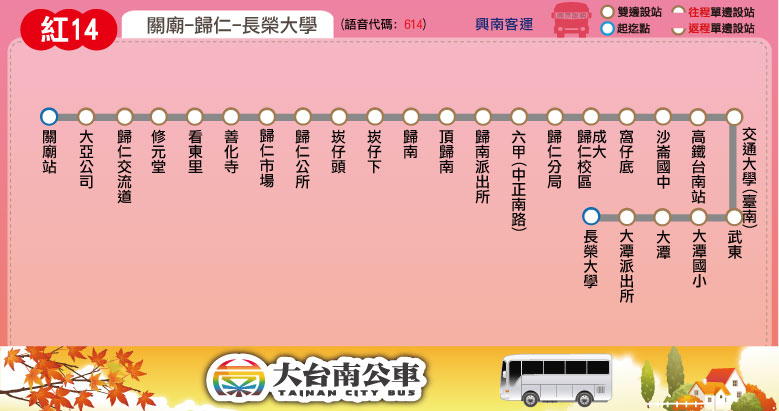 紅14
關廟-歸仁-長榮大學
(語音代碼: 614)
興南客運
雙邊設站
往程單邊設站
起迄點
返程單邊設站
關廟站
大亞公司
歸仁交流道
修元堂
看東里
善化寺
歸仁市場
歸仁公所
崁仔頭
崁仔下
歸南
頂歸南
歸南派出所
六甲(中正南路)
歸仁分局
成大
歸仁校區
窩仔底
沙崙國中
高鐵台南站
交通大學(臺南)
武東
大潭國小
大潭
大潭派出所
長榮大學
大台南公車
TAINAN CITY BUS